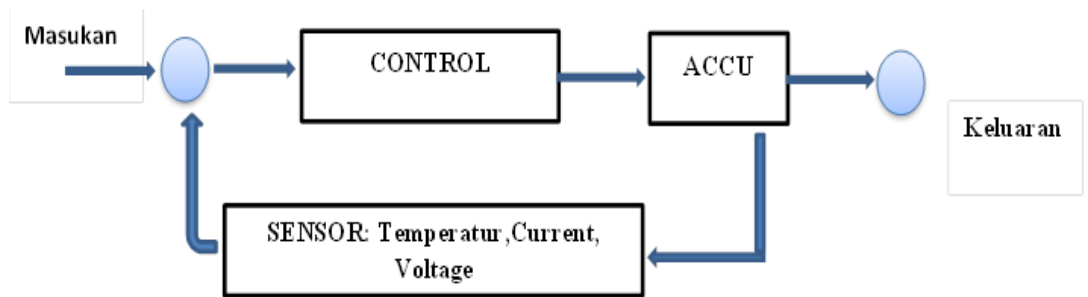 Masukan
CONTROL
ACCU
Keluaran
SENSOR: Temperatur,Current,
Voltage